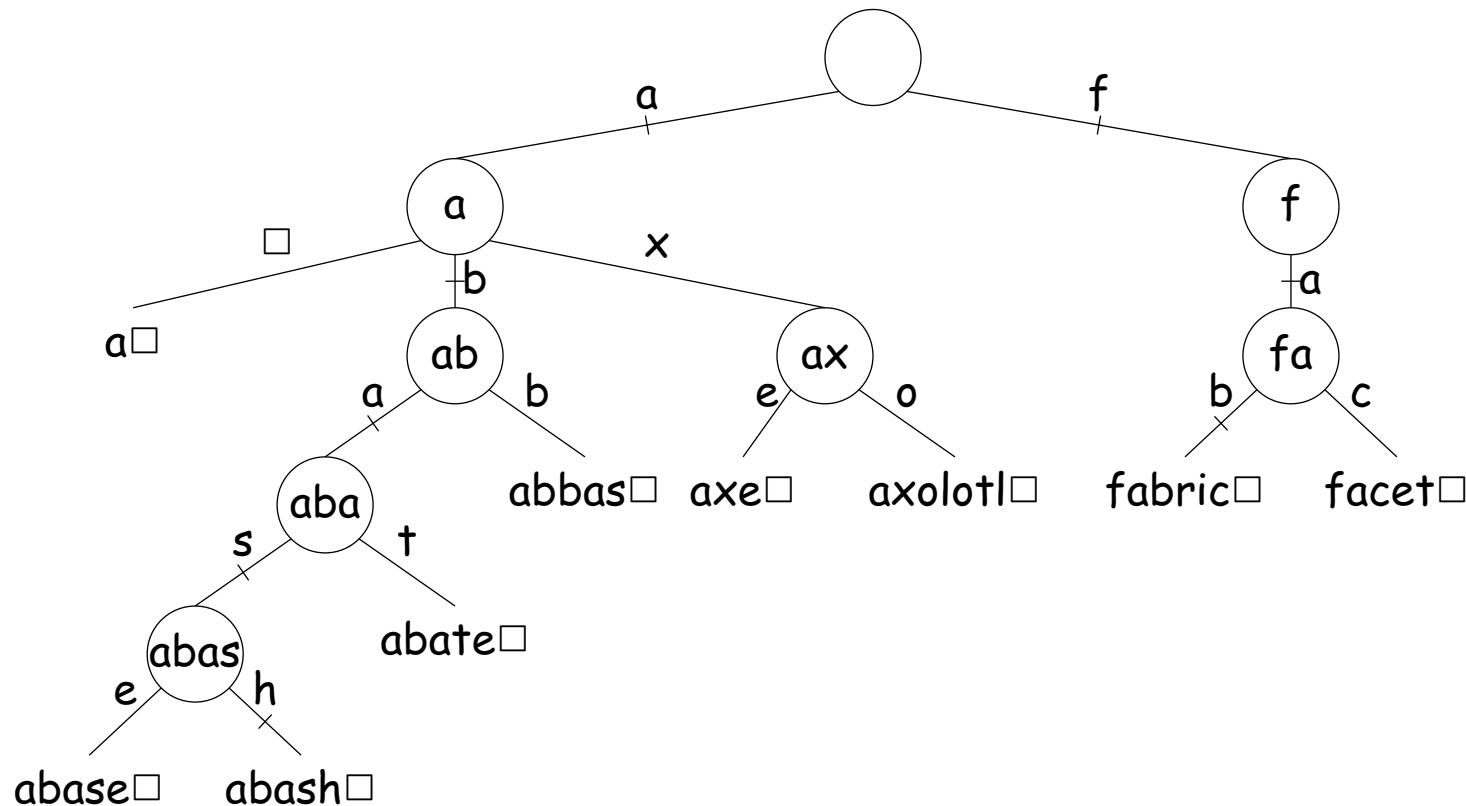 a f
a f
□ x
b a
a□ ab ax fa
a b e o b c
aba abbas□ axe□ axolotl□ fabric□ facet□
s t
abas abate□
e h
abase□ abash□